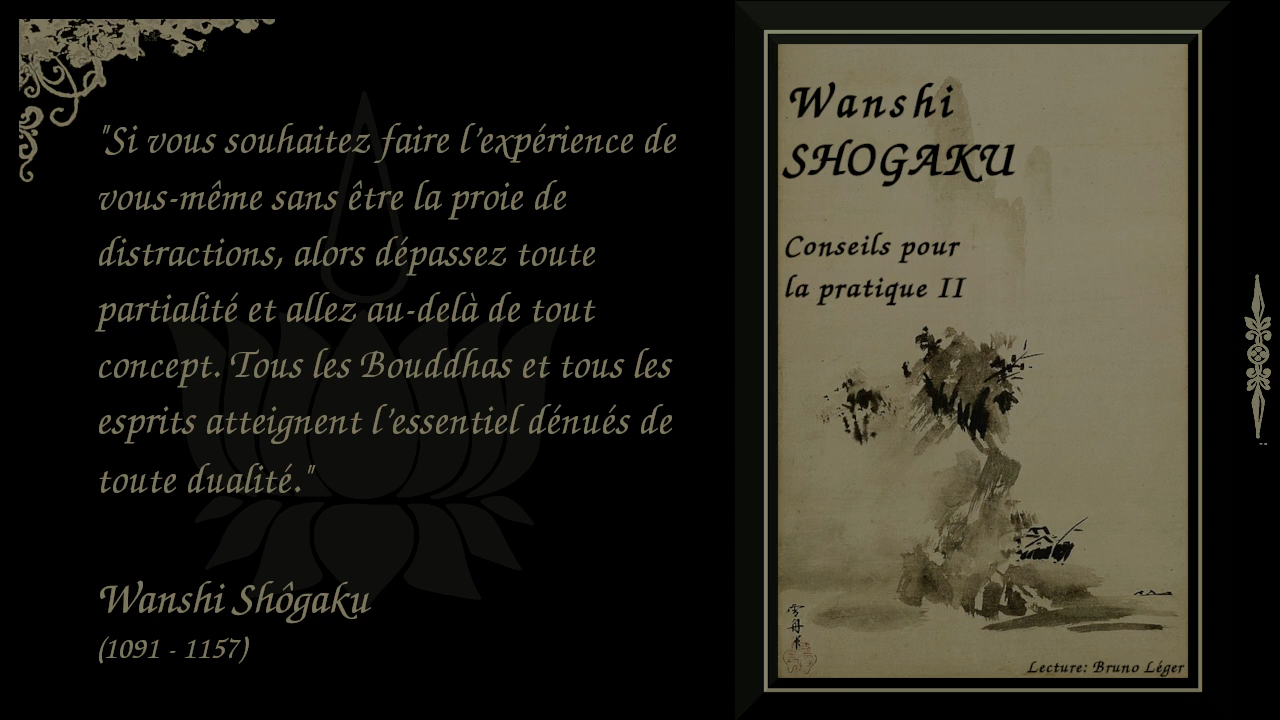 "Si vous souhaitez faire l'expérience de
vous-même sans être la proie de
distractions, alors dépassez toute
partialité et allez au-delà de tout
concept. Tous les Bouddhas et tous les
esprits atteignent l'essentiel dénués de
toute dualité."
Wanshi Shôgaku
(1091 - 1157)
Wanshi
SHOGAKU
Conseils pour
la pratique II
Lecture: Bruno Léger